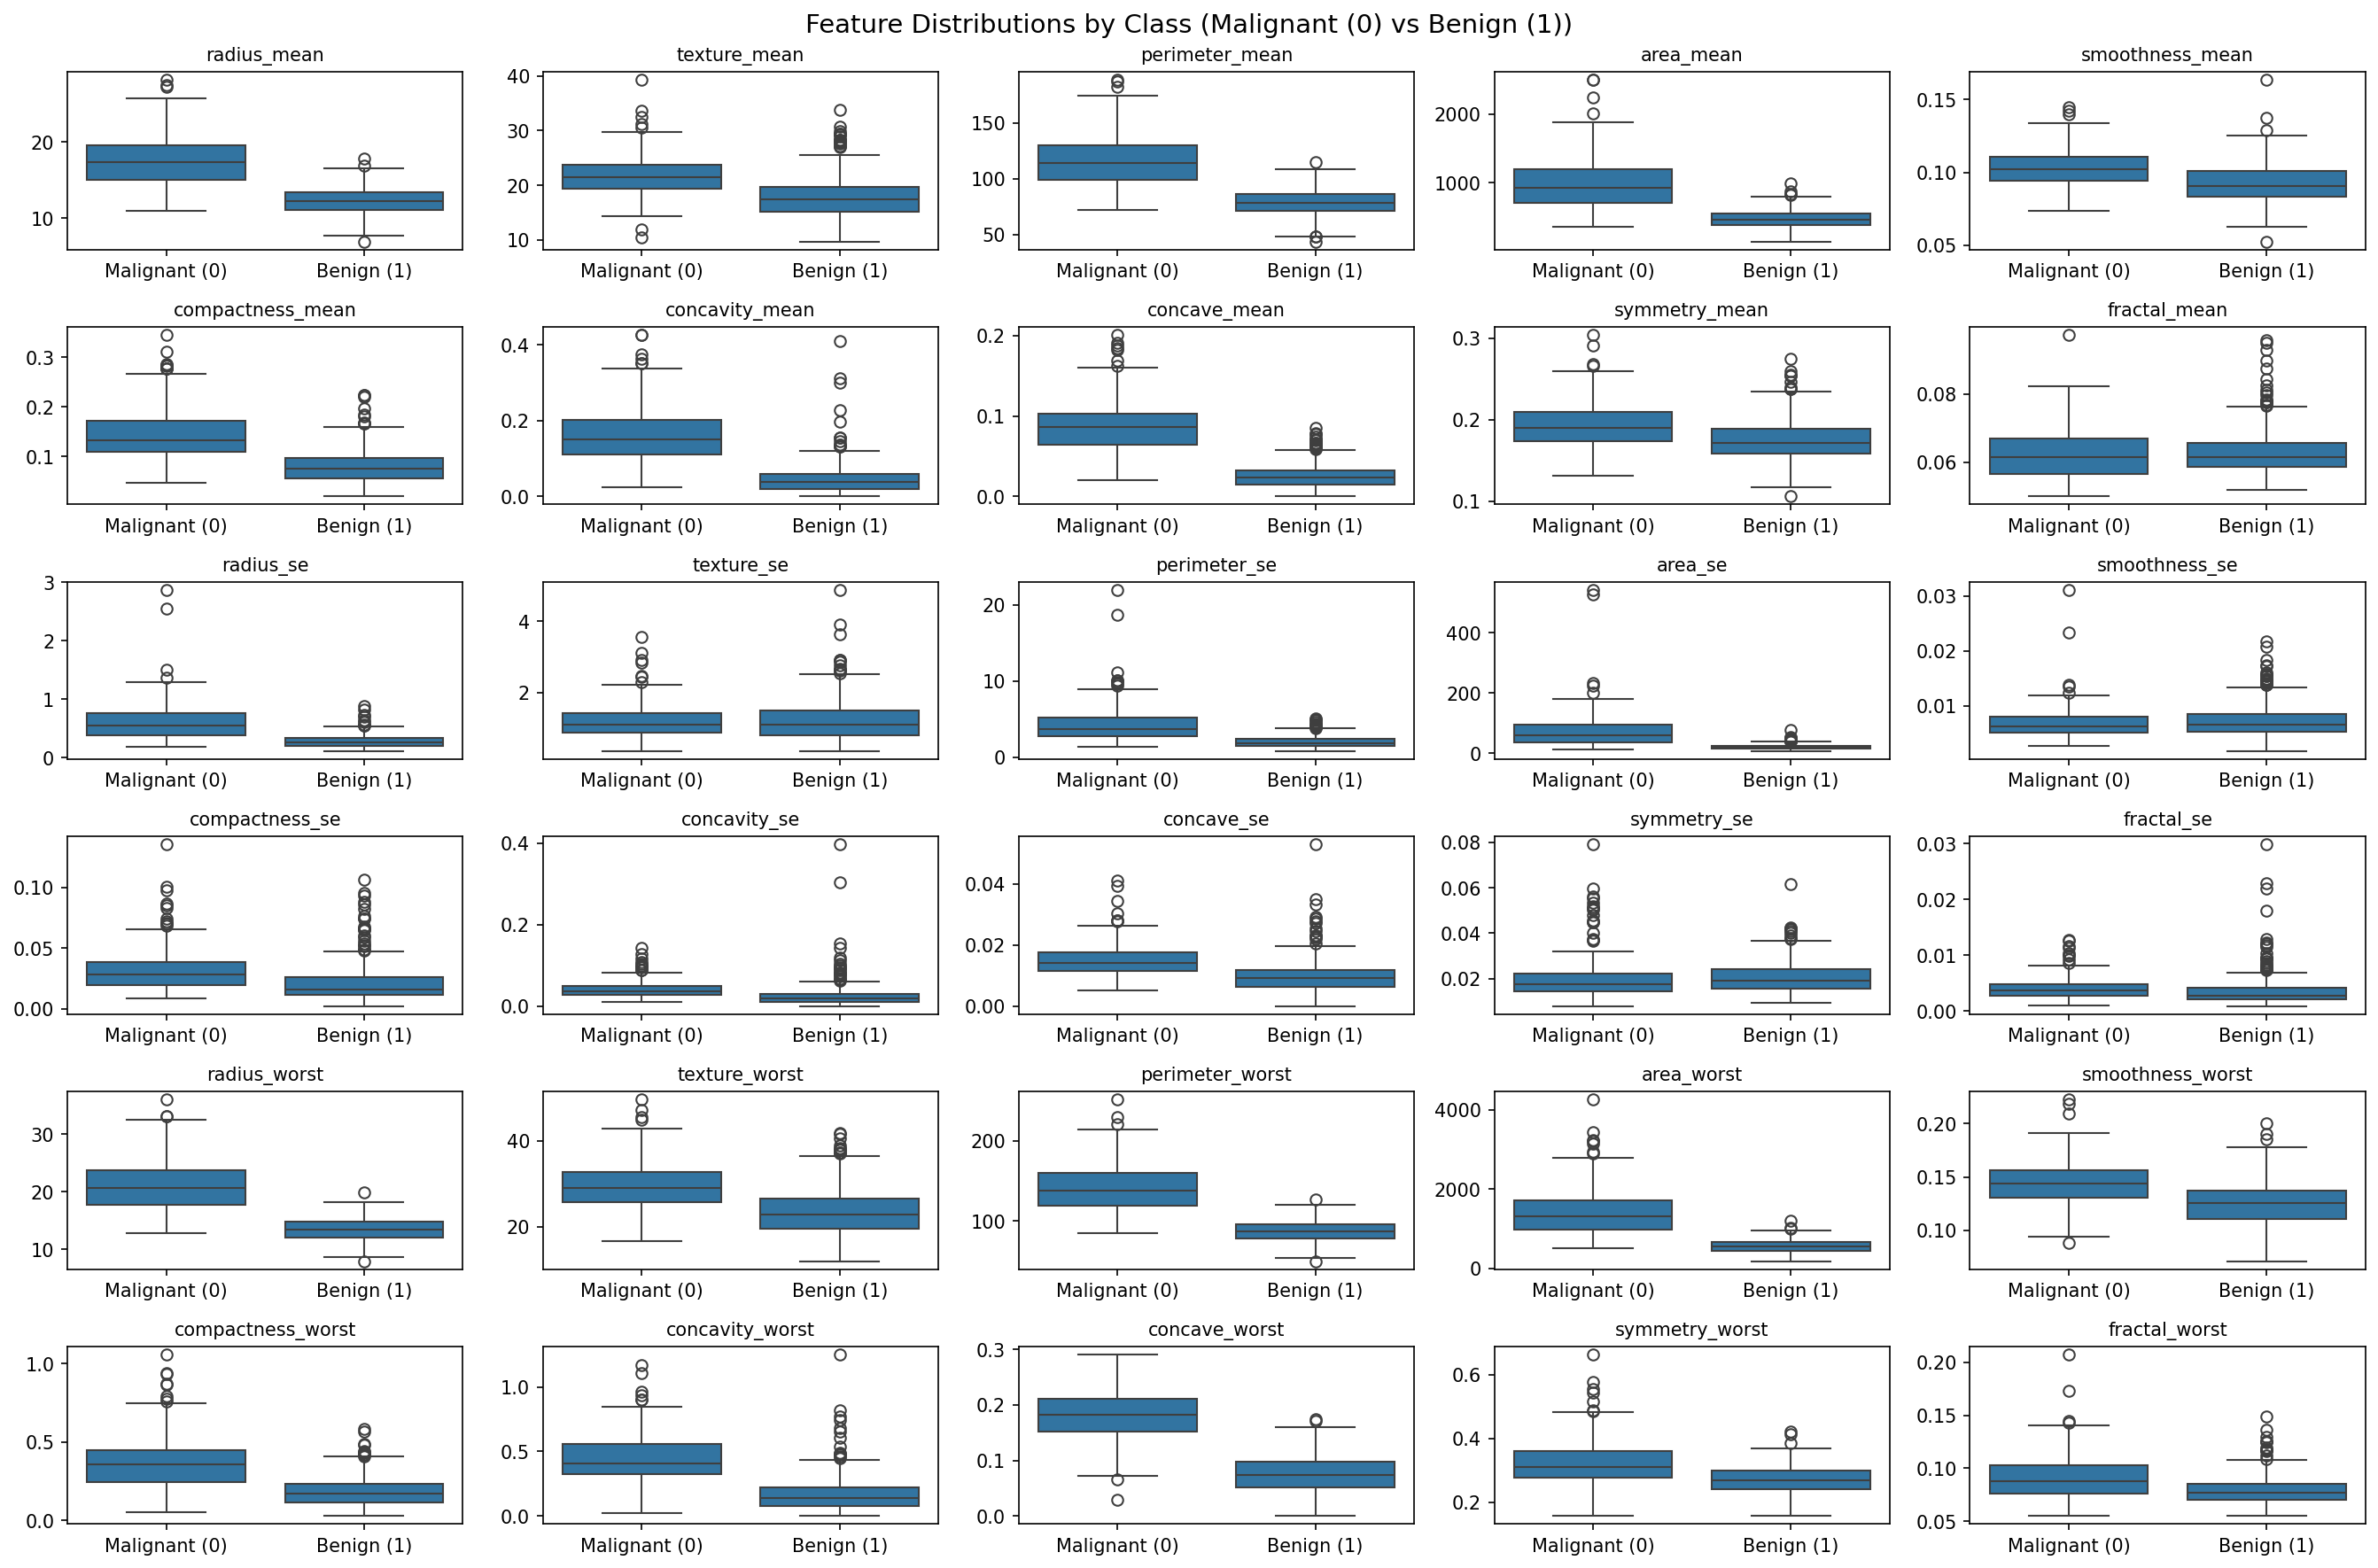 Feature Distributions by Class (Malignant (0) vs Benign (1))
radius_mean
20
10
Malignant (0) Benign (1)
texture_mean
40
30
20
10
Malignant (0) Benign (1)
perimeter_mean
150
100
50
Malignant (0) Benign (1)
area_mean
2000
1000
Malignant (0) Benign (1)
smoothness_mean
0.15
0.10
0.05
Malignant (0) Benign (1)
compactness_mean
0.3
0.2
0.1
Malignant (0) Benign (1)
concavity_mean
0.4
0.2
0.0
Malignant (0) Benign (1)
concave_mean
0.2
0.1
0.0
Malignant (0) Benign (1)
symmetry_mean
0.3
0.2
0.1
Malignant (0) Benign (1)
fractal_mean
0.08
0.06
Malignant (0) Benign (1)
radius_se
3
2
1
0
Malignant (0) Benign (1)
texture_se
4
2
Malignant (0) Benign (1)
perimeter_se
20
10
0
Malignant (0) Benign (1)
area_se
400
200
0
Malignant (0) Benign (1)
smoothness_se
0.03
0.02
0.01
Malignant (0) Benign (1)
compactness_se
0.10
0.05
0.00
Malignant (0) Benign (1)
concavity_se
0.4
0.2
0.0
Malignant (0) Benign (1)
concave_se
0.04
0.02
0.00
Malignant (0) Benign (1)
symmetry_se
0.08
0.06
0.04
0.02
Malignant (0) Benign (1)
fractal_se
0.03
0.02
0.01
0.00
Malignant (0) Benign (1)
radius_worst
30
20
10
Malignant (0) Benign (1)
texture_worst
40
20
Malignant (0) Benign (1)
perimeter_worst
200
100
Malignant (0) Benign (1)
area_worst
4000
2000
0
Malignant (0) Benign (1)
smoothness_worst
0.20
0.15
0.10
Malignant (0) Benign (1)
compactness_worst
1.0
0.5
0.0
Malignant (0) Benign (1)
concavity_worst
1.0
0.5
0.0
Malignant (0) Benign (1)
concave_worst
0.3
0.2
0.1
0.0
Malignant (0) Benign (1)
symmetry_worst
0.6
0.4
0.2
Malignant (0) Benign (1)
fractal_worst
0.20
0.15
0.10
0.05
Malignant (0) Benign (1)